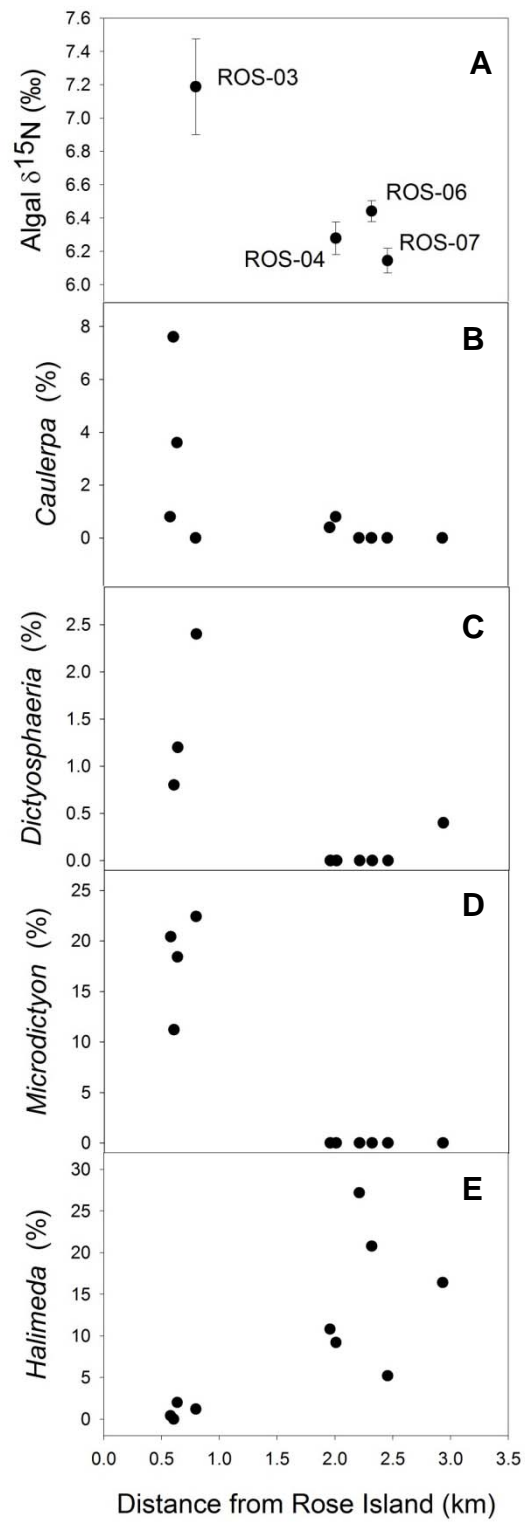 A
Algal δ15N (‰)
7.6
7.4
7.2
7.0
6.8
6.6
6.4
6.2
6.0
ROS-03
ROS-06
ROS-04
ROS-07
B
Caulerpa (%)
8
6
4
2
0
C
Dictyosphaeria (%)
2.5
2.0
1.5
1.0
0.5
0.0
D
Microdictyon (%)
25
20
15
10
5
0
E
Halimeda (%)
30
25
20
15
10
5
0
0.0 0.5 1.0 1.5 2.0 2.5 3.0 3.5
Distance from Rose Island (km)